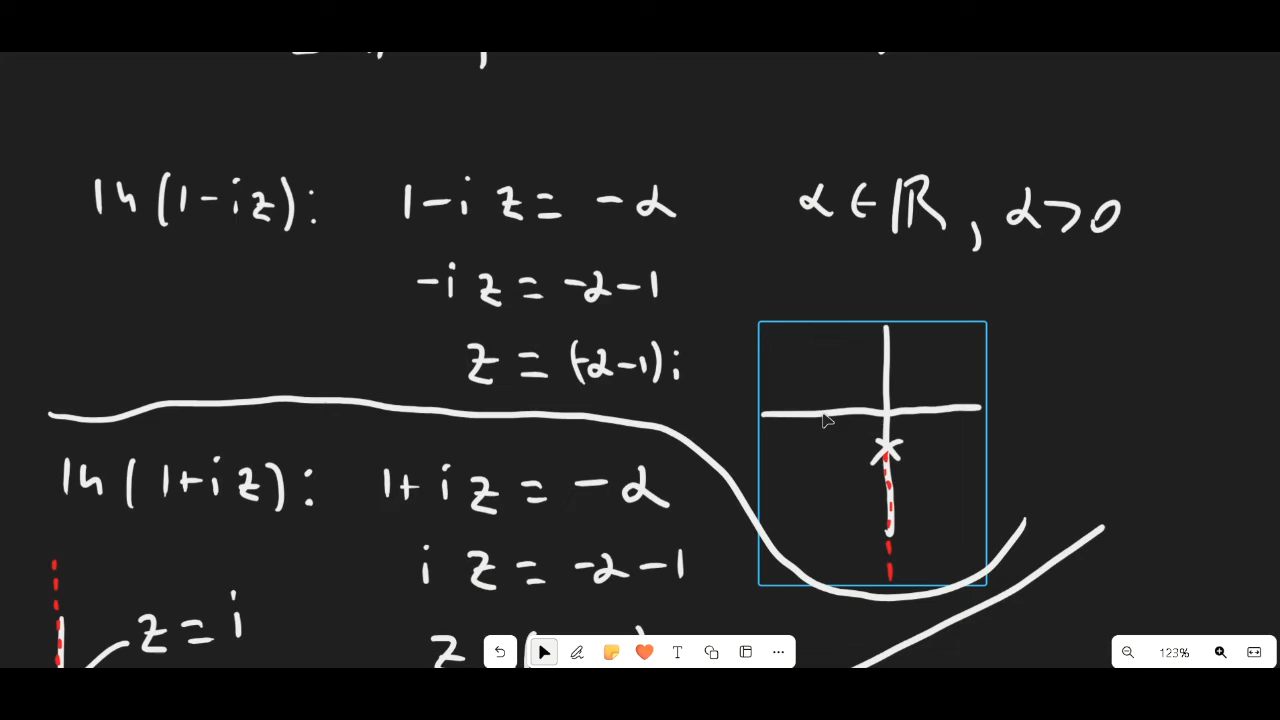 ln(1-iz): 1-iz = -α α∈ℝ, α>0
-iz = -α-1
z = (-α-1)i
ln(1+iz): 1+iz = -α
iz = -α-1
z=i
z
T
123%